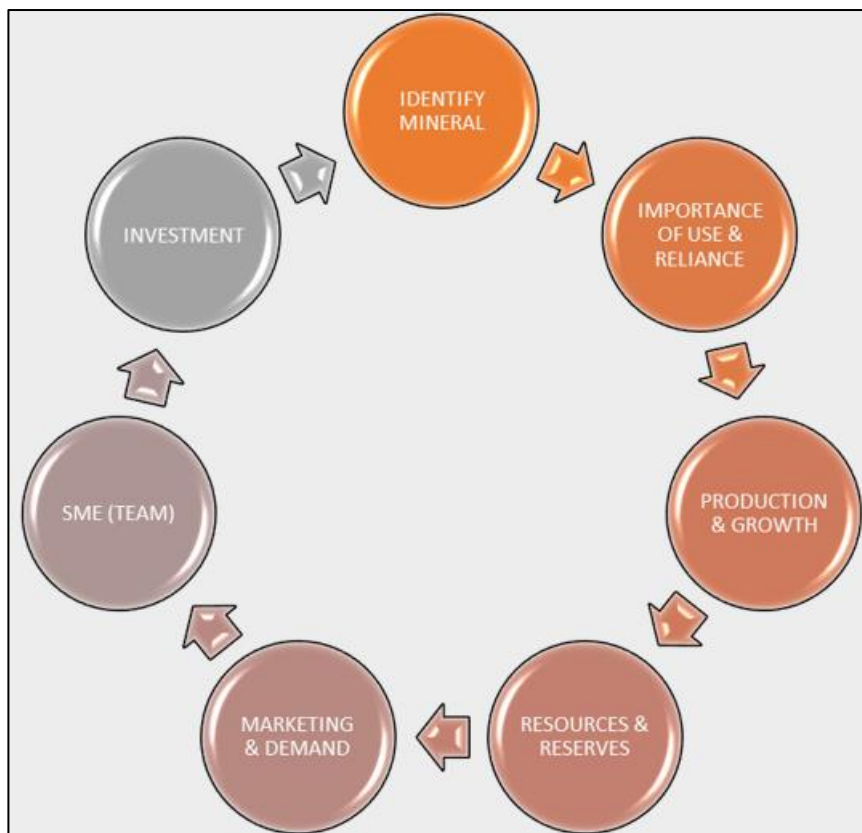 IDENTIFY
MINERAL
IMPORTANCE
OF USE &
RELIANCE
PRODUCTION
& GROWTH
RESOURCES &
RESERVES
MARKETING
& DEMAND
SME (TEAM)
INVESTMENT